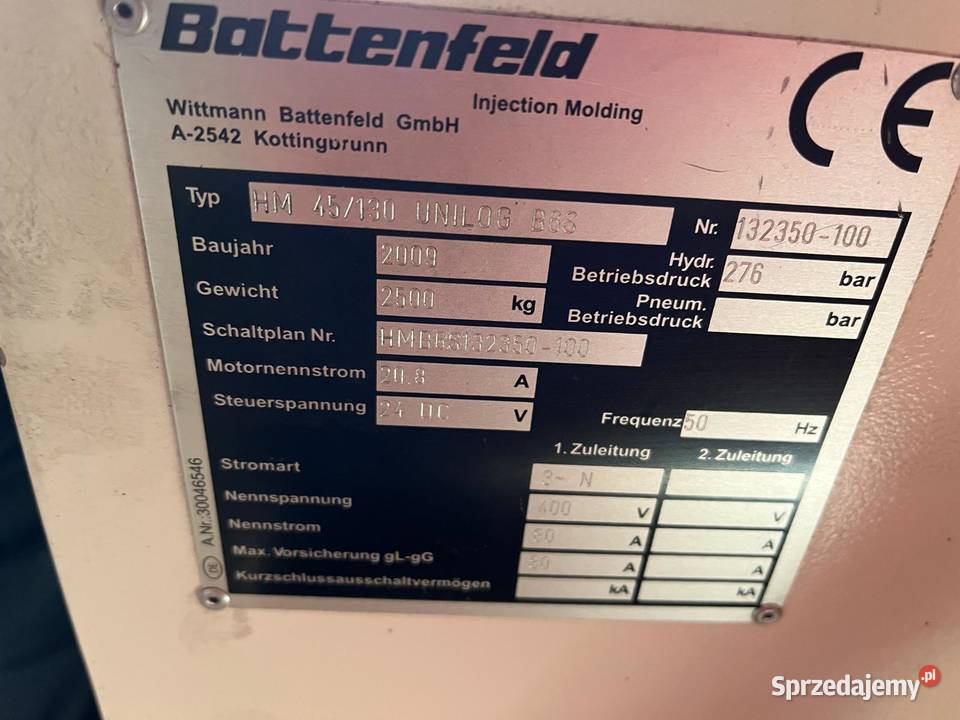 Battenfeld
Injection Molding
CE
Wittmann Battenfeld GmbH
A-2542 Kottingbrunn
Typ HM 45/130 UNILOG B6S Nr. 132350-100
Baujahr 2009 Hydr. Betriebsdruck 276 bar
Gewicht 2500 kg Pneum. Betriebsdruck bar
Schaltplan Nr. HMB6S132350-100
Motornennstrom 20.8 A
Steuerspannung 24 DC V Frequenz 50 Hz
1. Zuleitung 2. Zuleitung
Stromart 3~ N
Nennspannung 400 V V
Nennstrom A A
Max. Vorsicherung gL-gG A A
Kurzschlussausschaltvermögen kA kA
DE A.Nr.30046546
Sprzedajemy.pl